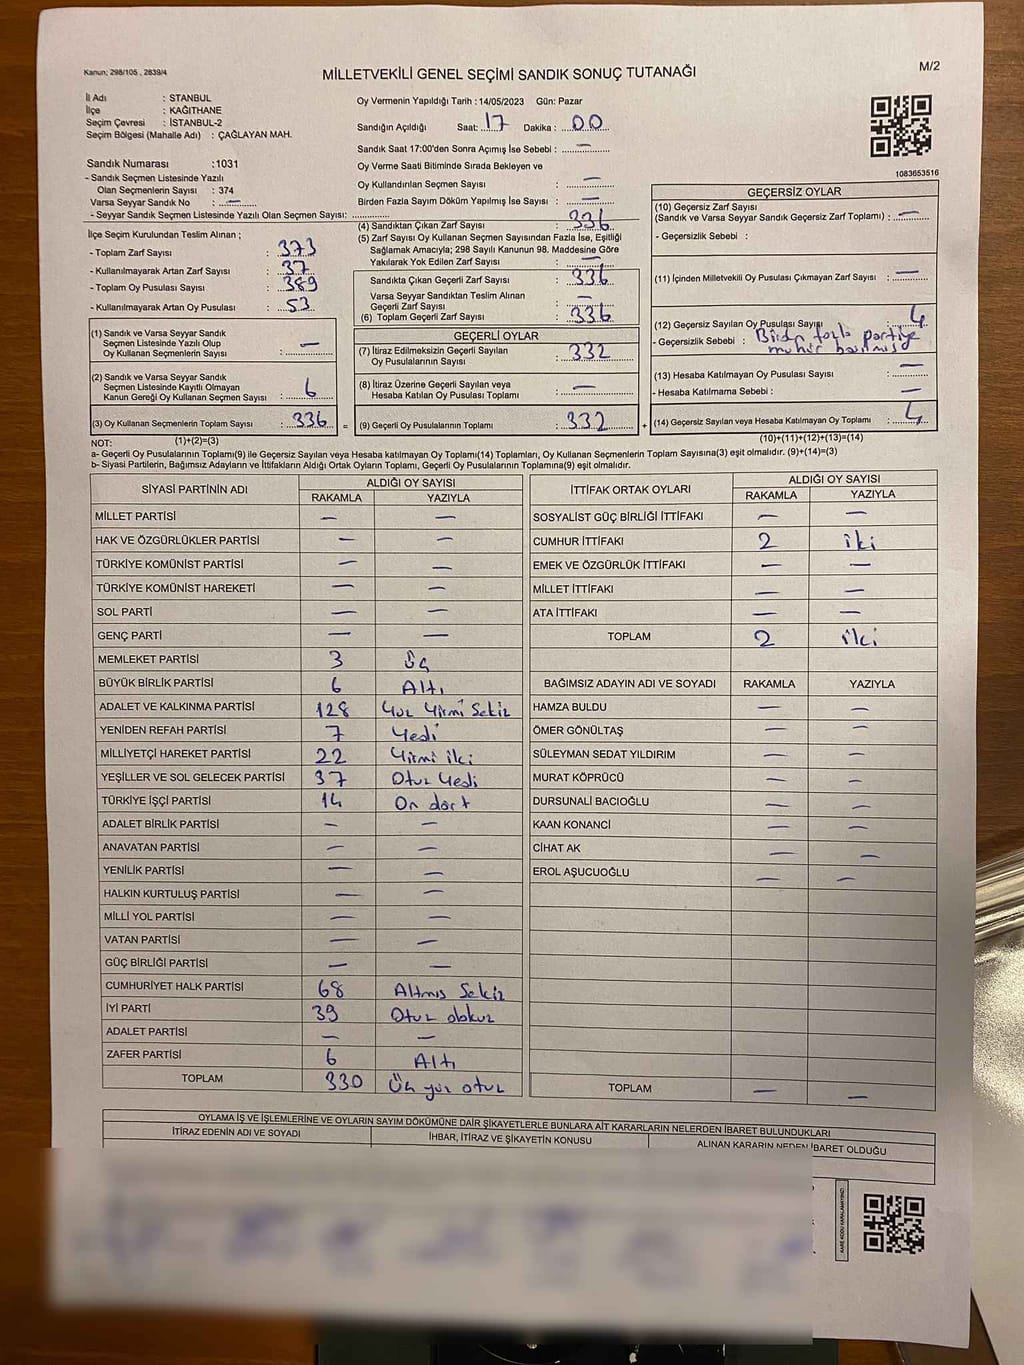 Kanun; 298/105 , 2839/4
MİLLETVEKİLİ GENEL SEÇİMİ SANDIK SONUÇ TUTANAĞI
M/2
İl Adı : STANBUL
İlçe : KAĞITHANE
Seçim Çevresi : İSTANBUL-2
Seçim Bölgesi (Mahalle Adı) : ÇAĞLAYAN MAH.
Sandık Numarası :1031
- Sandık Seçmen Listesinde Yazılı
Olan Seçmenlerin Sayısı : 374
Varsa Seyyar Sandık No : —
- Seyyar Sandık Seçmen Listesinde Yazılı Olan Seçmen Sayısı:
Oy Vermenin Yapıldığı Tarih : 14/05/2023 Gün: Pazar
Sandığın Açıldığı Saat: 17 Dakika : 00
Sandık Saat 17:00'den Sonra Açımış İse Sebebi : —
Oy Verme Saati Bitiminde Sırada Bekleyen ve
Oy Kullandırılan Seçmen Sayısı : —
Birden Fazla Sayım Döküm Yapılmış İse Sayısı : —
1083653516
İlçe Seçim Kurulundan Teslim Alınan ;
- Toplam Zarf Sayısı : 373
- Kullanılmayarak Artan Zarf Sayısı : 37
- Toplam Oy Pusulası Sayısı : 389
- Kullanılmayarak Artan Oy Pusulası : 53
(4) Sandıktan Çıkan Zarf Sayısı : 336
(5) Zarf Sayısı Oy Kullanan Seçmen Sayısından Fazla İse, Eşitliği
Sağlamak Amacıyla; 298 Sayılı Kanunun 98. Maddesine Göre
Yakılarak Yok Edilen Zarf Sayısı : —
Sandıkta Çıkan Geçerli Zarf Sayısı : 336
Varsa Seyyar Sandıktan Teslim Alınan
Geçerli Zarf Sayısı : —
(6) Toplam Geçerli Zarf Sayısı : 336
GEÇERSİZ OYLAR
(10) Geçersiz Zarf Sayısı
(Sandık ve Varsa Seyyar Sandık Geçersiz Zarf Toplamı) : —
- Geçersizlik Sebebi :
(11) İçinden Milletvekili Oy Pusulası Çıkmayan Zarf Sayısı : —
(12) Geçersiz Sayılan Oy Pusulası Sayısı : 4
- Geçersizlik Sebebi : Birden fazla partiye
mühür basılmış
(13) Hesaba Katılmayan Oy Pusulası Sayısı : —
- Hesaba Katılmama Sebebi : —
(14) Geçersiz Sayılan veya Hesaba Katılmayan Oy Toplamı : 4
(1) Sandık ve Varsa Seyyar Sandık
Seçmen Listesinde Yazılı Olup
Oy Kullanan Seçmenlerin Sayısı : —
(2) Sandık ve Varsa Seyyar Sandık
Seçmen Listesinde Kayıtlı Olmayan
Kanun Gereği Oy Kullanan Seçmen Sayısı : 6
(3) Oy Kullanan Seçmenlerin Toplam Sayısı : 336 =
GEÇERLİ OYLAR
(7) İtiraz Edilmeksizin Geçerli Sayılan
Oy Pusulalarının Sayısı : 332
(8) İtiraz Üzerine Geçerli Sayılan veya
Hesaba Katılan Oy Pusulası Toplamı : —
(9) Geçerli Oy Pusulalarının Toplamı : 332 +
NOT: (1)+(2)=(3) (10)+(11)+(12)+(13)=(14)
a- Geçerli Oy Pusulalarının Toplamı(9) ile Geçersiz Sayılan veya Hesaba katılmayan Oy Toplamı(14) Toplamları, Oy Kullanan Seçmenlerin Toplam Sayısına(3) eşit olmalıdır. (9)+(14)=(3)
b- Siyasi Partilerin, Bağımsız Adayların ve İttifakların Aldığı Ortak Oyların Toplamı, Geçerli Oy Pusulalarının Toplamına(9) eşit olmalıdır.
SİYASİ PARTİNİN ADI ALDIĞI OY SAYISI
RAKAMLA YAZIYLA
MİLLET PARTİSİ — —
HAK VE ÖZGÜRLÜKLER PARTİSİ — —
TÜRKİYE KOMÜNİST PARTİSİ — —
TÜRKİYE KOMÜNİST HAREKETİ — —
SOL PARTİ — —
GENÇ PARTİ — —
MEMLEKET PARTİSİ 3 Üç
BÜYÜK BİRLİK PARTİSİ 6 Altı
ADALET VE KALKINMA PARTİSİ 128 Yüz Yirmi Sekiz
YENİDEN REFAH PARTİSİ 7 Yedi
MİLLİYETÇİ HAREKET PARTİSİ 22 Yirmi iki
YEŞİLLER VE SOL GELECEK PARTİSİ 37 Otuz Yedi
TÜRKİYE İŞÇİ PARTİSİ 14 On dört
ADALET BİRLİK PARTİSİ — —
ANAVATAN PARTİSİ — —
YENİLİK PARTİSİ — —
HALKIN KURTULUŞ PARTİSİ — —
MİLLİ YOL PARTİSİ — —
VATAN PARTİSİ — —
GÜÇ BİRLİĞİ PARTİSİ — —
CUMHURİYET HALK PARTİSİ 68 Altmış Sekiz
İYİ PARTİ 39 Otuz dokuz
ADALET PARTİSİ — —
ZAFER PARTİSİ 6 Altı
TOPLAM 330 Üç yüz otuz
İTTİFAK ORTAK OYLARI ALDIĞI OY SAYISI
RAKAMLA YAZIYLA
SOSYALİST GÜÇ BİRLİĞİ İTTİFAKI — —
CUMHUR İTTİFAKI 2 iki
EMEK VE ÖZGÜRLÜK İTTİFAKI — —
MİLLET İTTİFAKI — —
ATA İTTİFAKI — —
TOPLAM 2 iki
BAĞIMSIZ ADAYIN ADI VE SOYADI RAKAMLA YAZIYLA
HAMZA BULDU — —
ÖMER GÖNÜLTAŞ — —
SÜLEYMAN SEDAT YILDIRIM — —
MURAT KÖPRÜCÜ — —
DURSUNALİ BACIOĞLU — —
KAAN KONANCİ — —
CİHAT AK — —
EROL AŞUCUOĞLU — —
TOPLAM — —
OYLAMA İŞ VE İŞLEMLERİNE VE OYLARIN SAYIM DÖKÜMÜNE DAİR ŞİKAYETLERLE BUNLARA AİT KARARLARIN NELERDEN İBARET BULUNDUKLARI
İTİRAZ EDENİN ADI VE SOYADI İHBAR, İTİRAZ VE ŞİKAYETİN KONUSU ALINAN KARARIN NEDEN İBARET OLDUĞU
KARE KODU KARALAMAYINIZ!